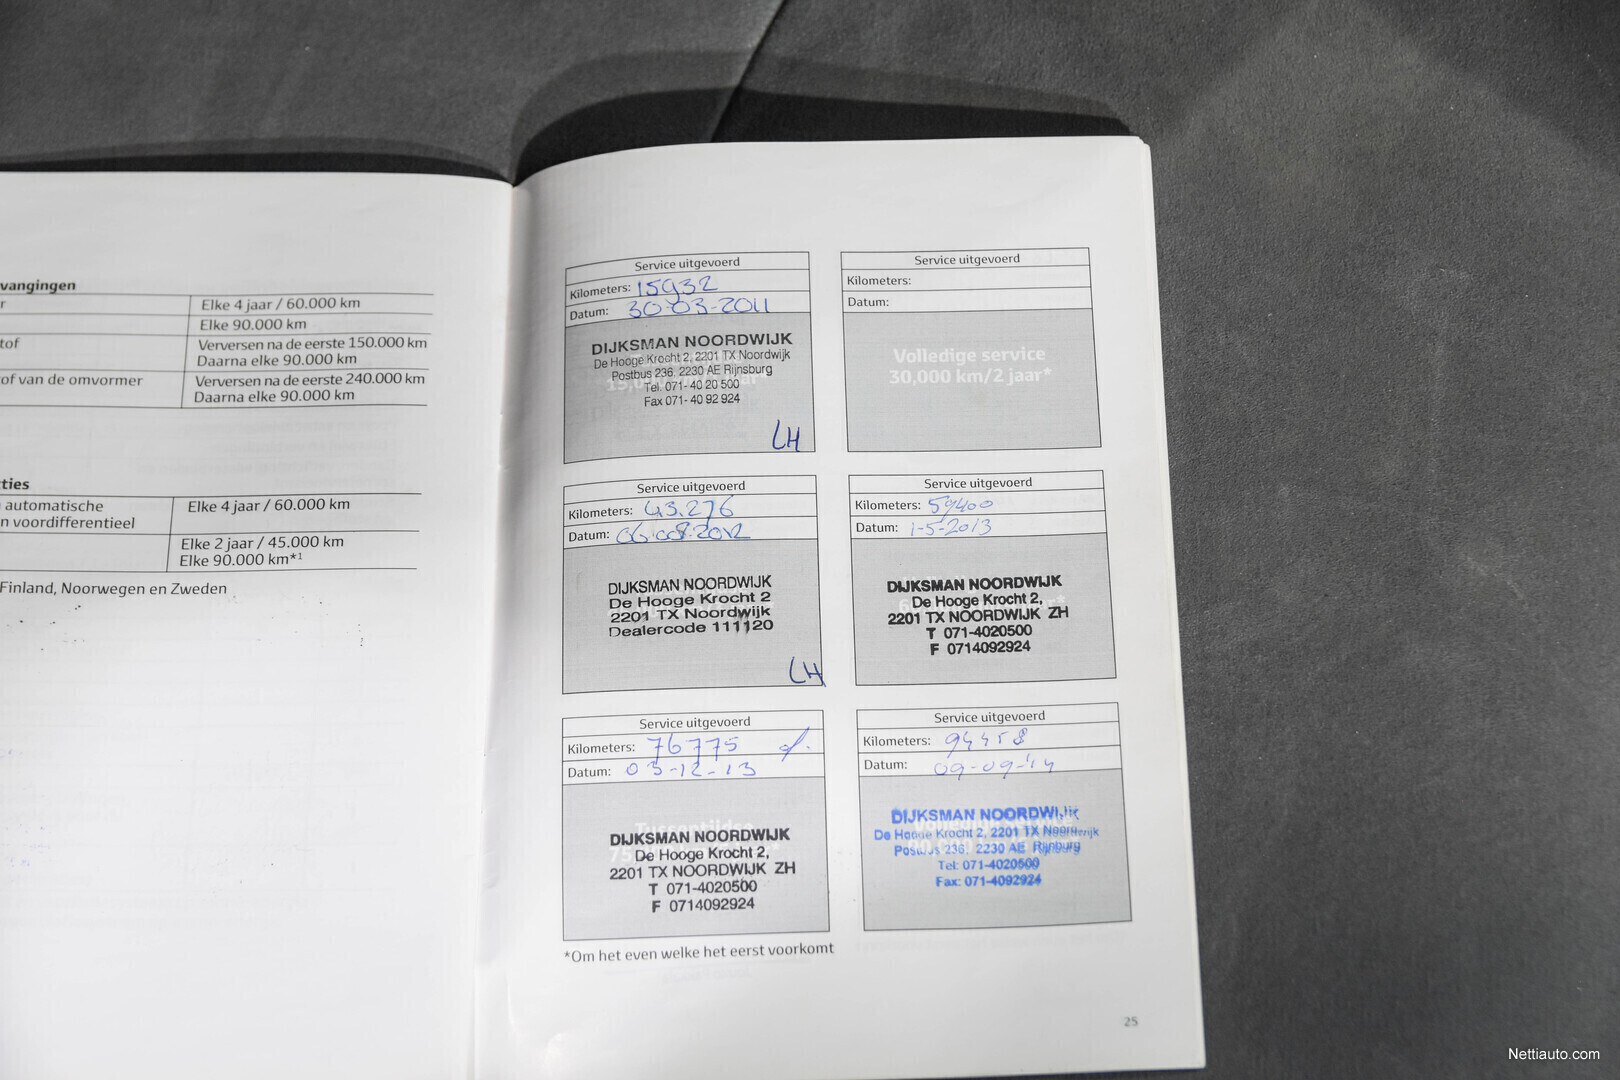 vangingen
r Elke 4 jaar / 60.000 km
Elke 90.000 km
tof Verversen na de eerste 150.000 km
Daarna elke 90.000 km
of van de omvormer Verversen na de eerste 240.000 km
Daarna elke 90.000 km
ties
automatische Elke 4 jaar / 60.000 km
n voordifferentieel
Elke 2 jaar / 45.000 km
Elke 90.000 km*¹
Finland, Noorwegen en Zweden
Service uitgevoerd
Kilometers: 15932
Datum: 30-03-2011
DIJKSMAN NOORDWIJK
De Hooge Krocht 2, 2201 TX Noordwijk
Postbus 236, 2230 AE Rijnsburg
Tel. 071- 40 20 500
Fax 071- 40 92 924
LH
Service uitgevoerd
Kilometers:
Datum:
Volledige service
30,000 km/2 jaar*
Service uitgevoerd
Kilometers: 43.276
Datum: 06-08-2012
DIJKSMAN NOORDWIJK
De Hooge Krocht 2
2201 TX Noordwijk
Dealercode 111120
LH
Service uitgevoerd
Kilometers: 59400
Datum: 1-5-2013
DIJKSMAN NOORDWIJK
De Hooge Krocht 2,
2201 TX NOORDWIJK ZH
T 071-4020500
F 0714092924
Service uitgevoerd
Kilometers: 76775
Datum: 03-12-13
DIJKSMAN NOORDWIJK
De Hooge Krocht 2,
2201 TX NOORDWIJK ZH
T 071-4020500
F 0714092924
Service uitgevoerd
Kilometers: 94458
Datum: 09-09-14
DIJKSMAN NOORDWIJK
De Hooge Krocht 2, 2201 TX Noordwijk
Postbus 236, 2230 AE Rijnburg
Tel: 071-4020500
Fax: 071-4092924
*Om het even welke het eerst voorkomt
25
Nettiauto.com